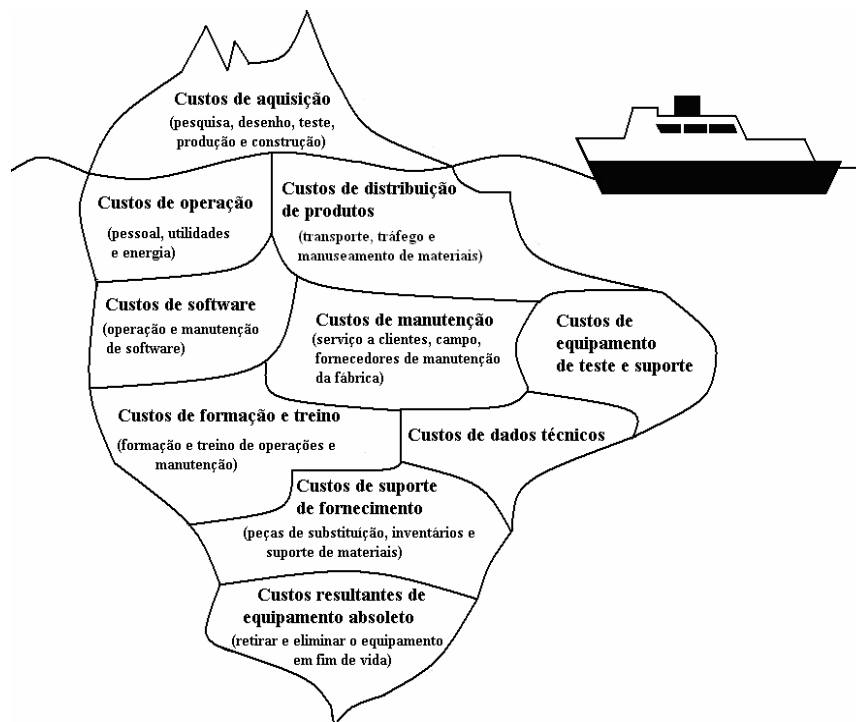 Custos de aquisição
(pesquisa, desenho, teste,
produção e construção)
Custos de operação
(pessoal, utilidades
e energia)
Custos de distribuição
de produtos
(transporte, tráfego e
manuseamento de materiais)
Custos de software
(operação e manutenção
de software)
Custos de manutenção
(serviço a clientes, campo,
fornecedores de manutenção
da fábrica)
Custos de
equipamento
de teste e suporte
Custos de formação e treino
(formação e treino de operações e
manutenção)
Custos de dados técnicos
Custos de suporte
de fornecimento
(peças de substituíção, inventários e
suporte de materiais)
Custos resultantes de
equipamento absoleto
(retirar e eliminar o equipamento
em fim de vida)